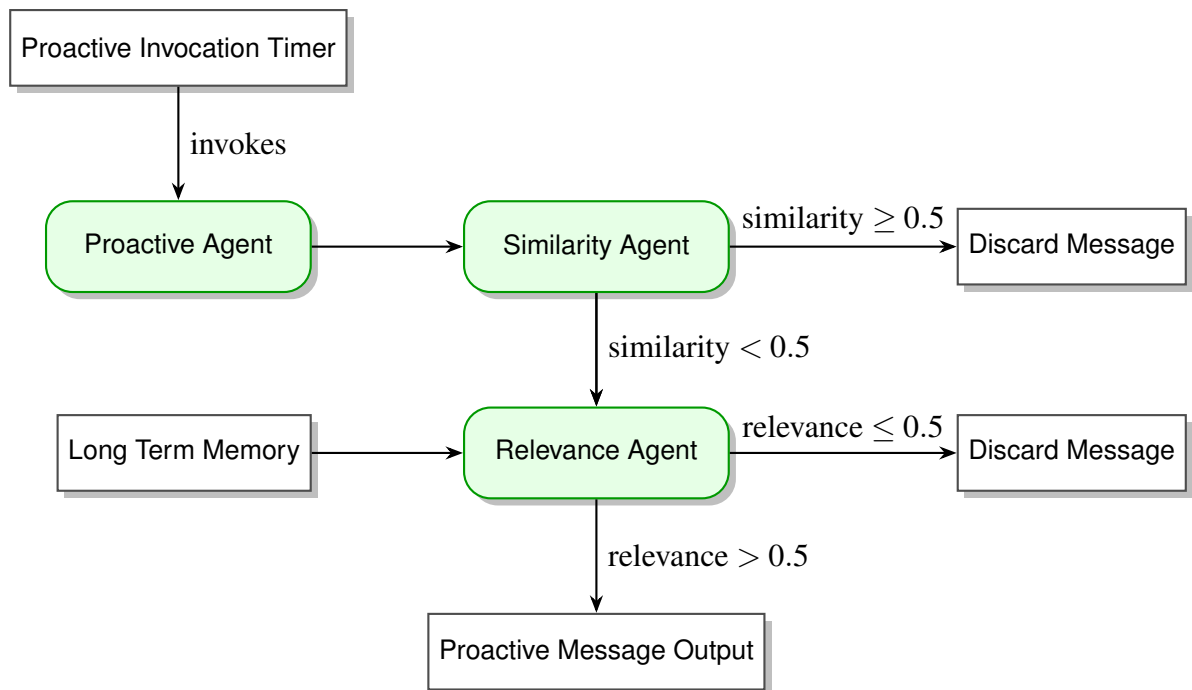 Proactive Invocation Timer
invokes
Proactive Agent
Similarity Agent
similarity ≥ 0.5
Discard Message
similarity < 0.5
Long Term Memory
Relevance Agent
relevance ≤ 0.5
Discard Message
relevance > 0.5
Proactive Message Output